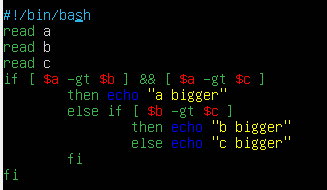 #!/bin/bash
read a
read b
read c
if [ $a -gt $b ] && [ $a -gt $c ]
        then echo "a bigger"
        else if [ $b -gt $c ]
                then echo "b bigger"
                else echo "c bigger"
        fi
fi